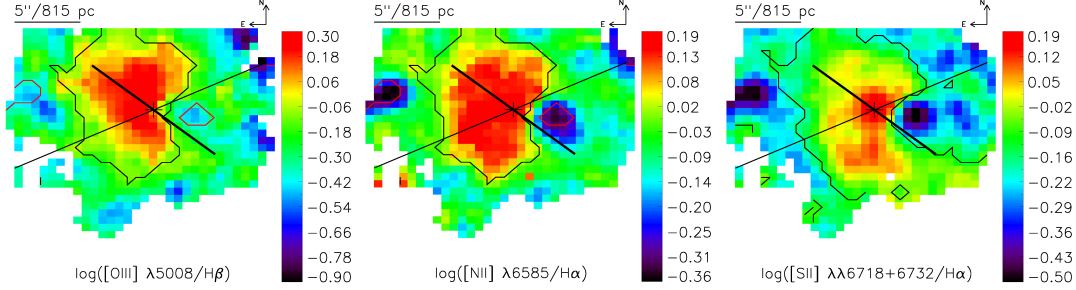 5''/815 pc
N
E
0.30
0.18
0.06
−0.06
−0.18
−0.30
−0.42
−0.54
−0.66
−0.78
−0.90
log([OIII] λ5008/Hβ)
5''/815 pc
N
E
0.19
0.13
0.08
0.02
−0.03
−0.09
−0.14
−0.20
−0.25
−0.31
−0.36
log([NII] λ6585/Hα)
5''/815 pc
N
E
0.19
0.12
0.05
−0.02
−0.09
−0.16
−0.22
−0.29
−0.36
−0.43
−0.50
log([SII] λλ6718+6732/Hα)